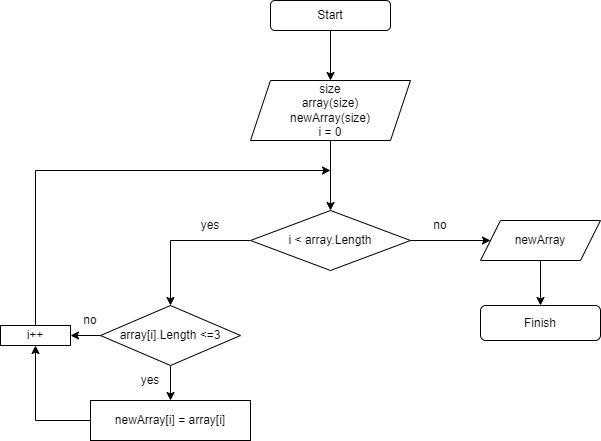 Start
size
array(size)
newArray(size)
i = 0
yes
i < array.Length
no
newArray
Finish
no
array[i].Length <=3
i++
yes
newArray[i] = array[i]